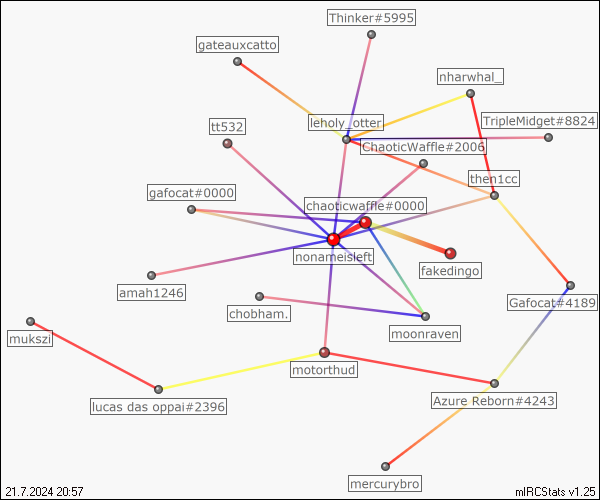 Thinker#5995
gateauxcatto
nharwhal_
leholy_otter
TripleMidget#8824
tt532
ChaoticWaffle#2006
then1cc
gafocat#0000
chaoticwaffle#0000
nonameisleft
fakedingo
amah1246
Gafocat#4189
chobham.
moonraven
mukszi
motorthud
lucas das oppai#2396
Azure Reborn#4243
mercurybro
21.7.2024 20:57
mIRCStats v1.25